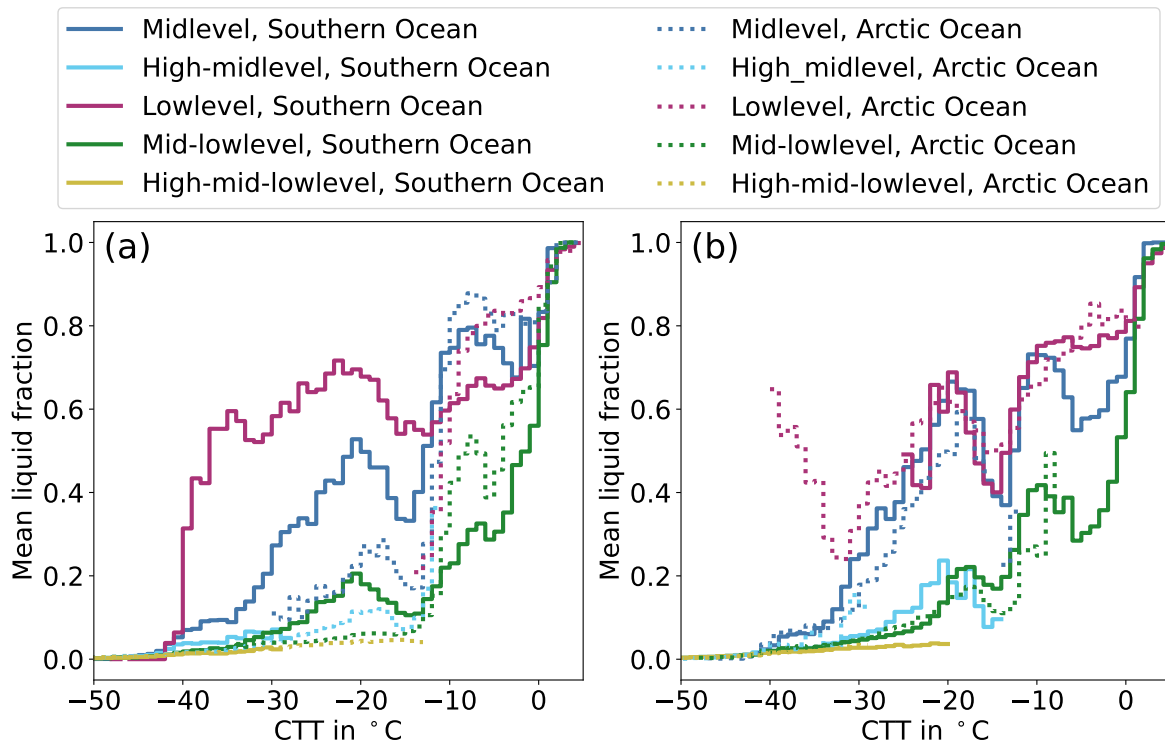 Midlevel, Southern Ocean
High-midlevel, Southern Ocean
Lowlevel, Southern Ocean
Mid-lowlevel, Southern Ocean
High-mid-lowlevel, Southern Ocean
Midlevel, Arctic Ocean
High_midlevel, Arctic Ocean
Lowlevel, Arctic Ocean
Mid-lowlevel, Arctic Ocean
High-mid-lowlevel, Arctic Ocean
(a)
Mean liquid fraction
1.0
0.8
0.6
0.4
0.2
0.0
−50 −40 −30 −20 −10 0
CTT in °C
(b)
Mean liquid fraction
1.0
0.8
0.6
0.4
0.2
0.0
−50 −40 −30 −20 −10 0
CTT in °C